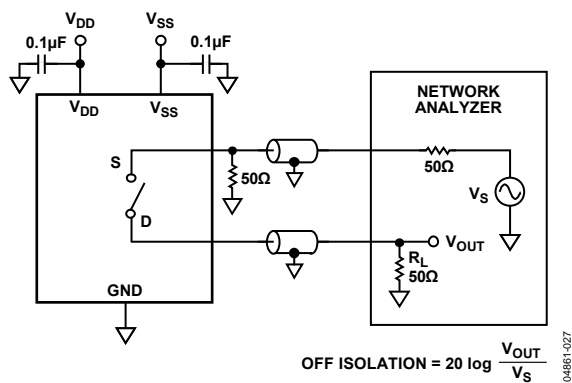 VDD
VSS
0.1µF
0.1µF
VDD
VSS
NETWORK
ANALYZER
S
50Ω
50Ω
VS
D
VOUT
RL
50Ω
GND
OFF ISOLATION = 20 log VOUT
VS
04861-027